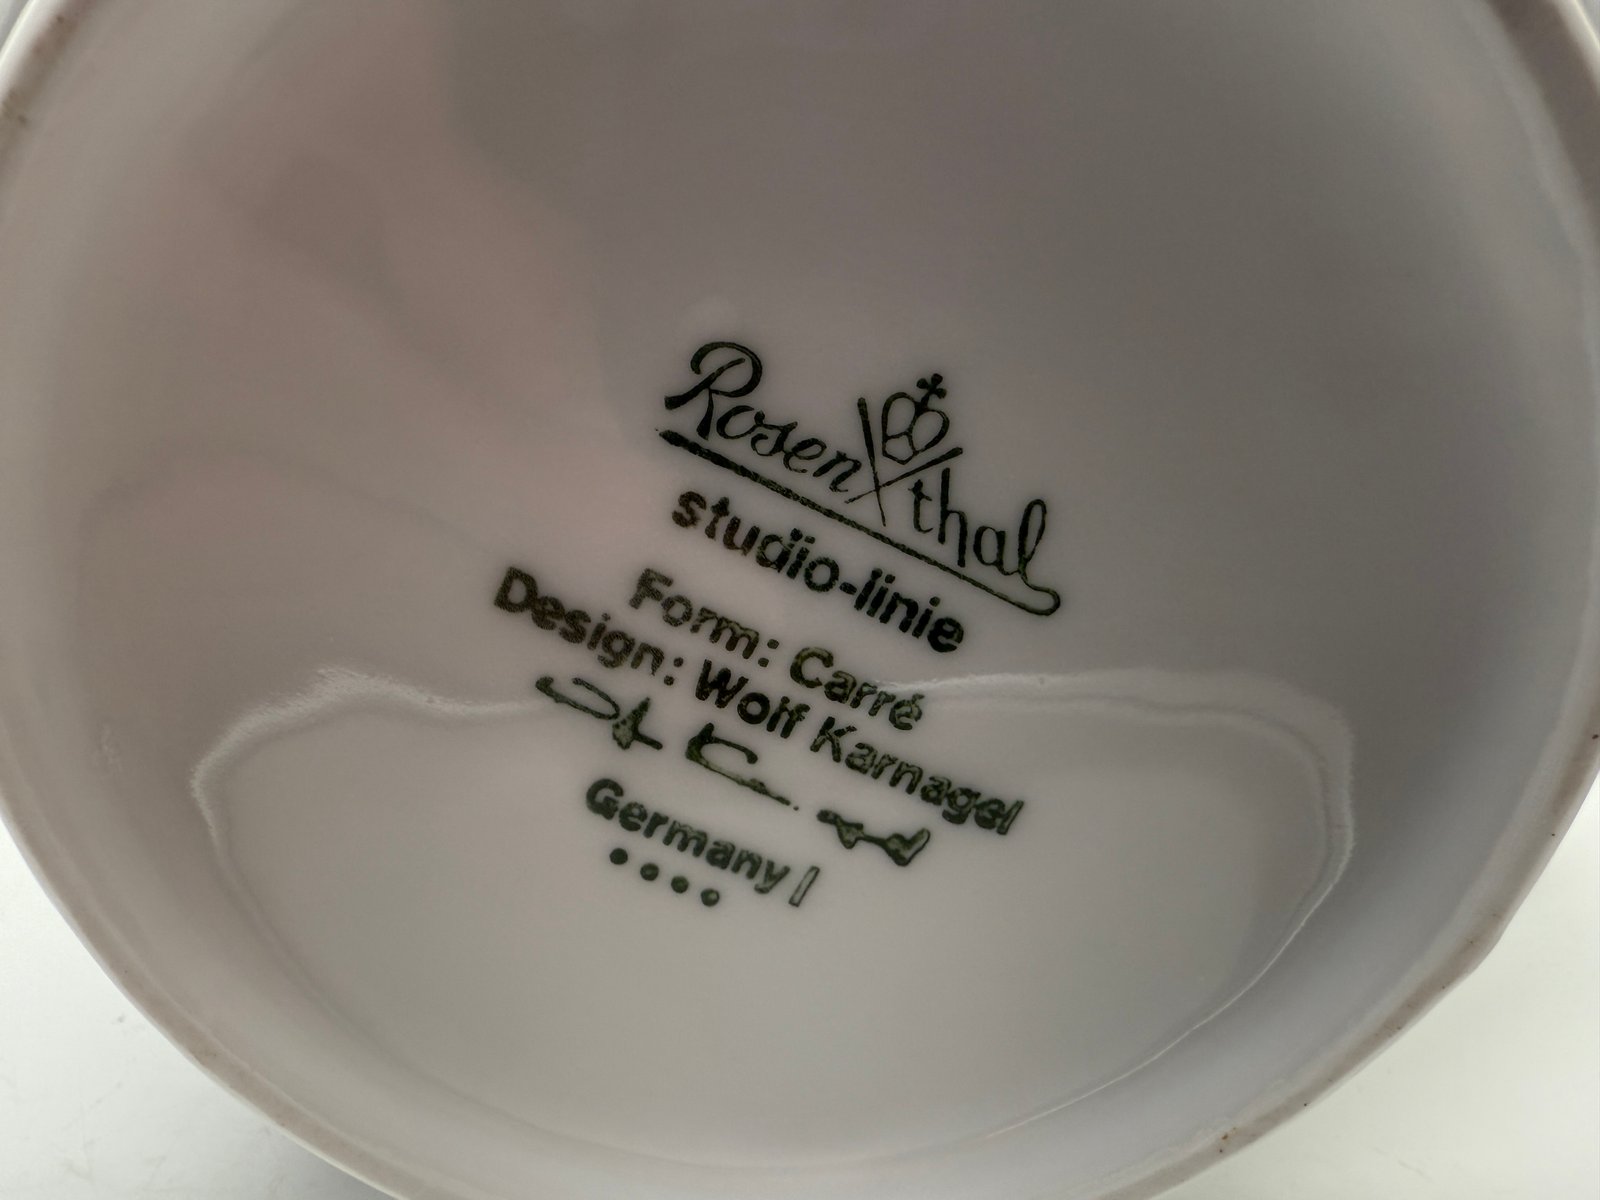 Rosenthal
studio-linie
Form: Carré
Design: Wolf Karnagel
Germany I